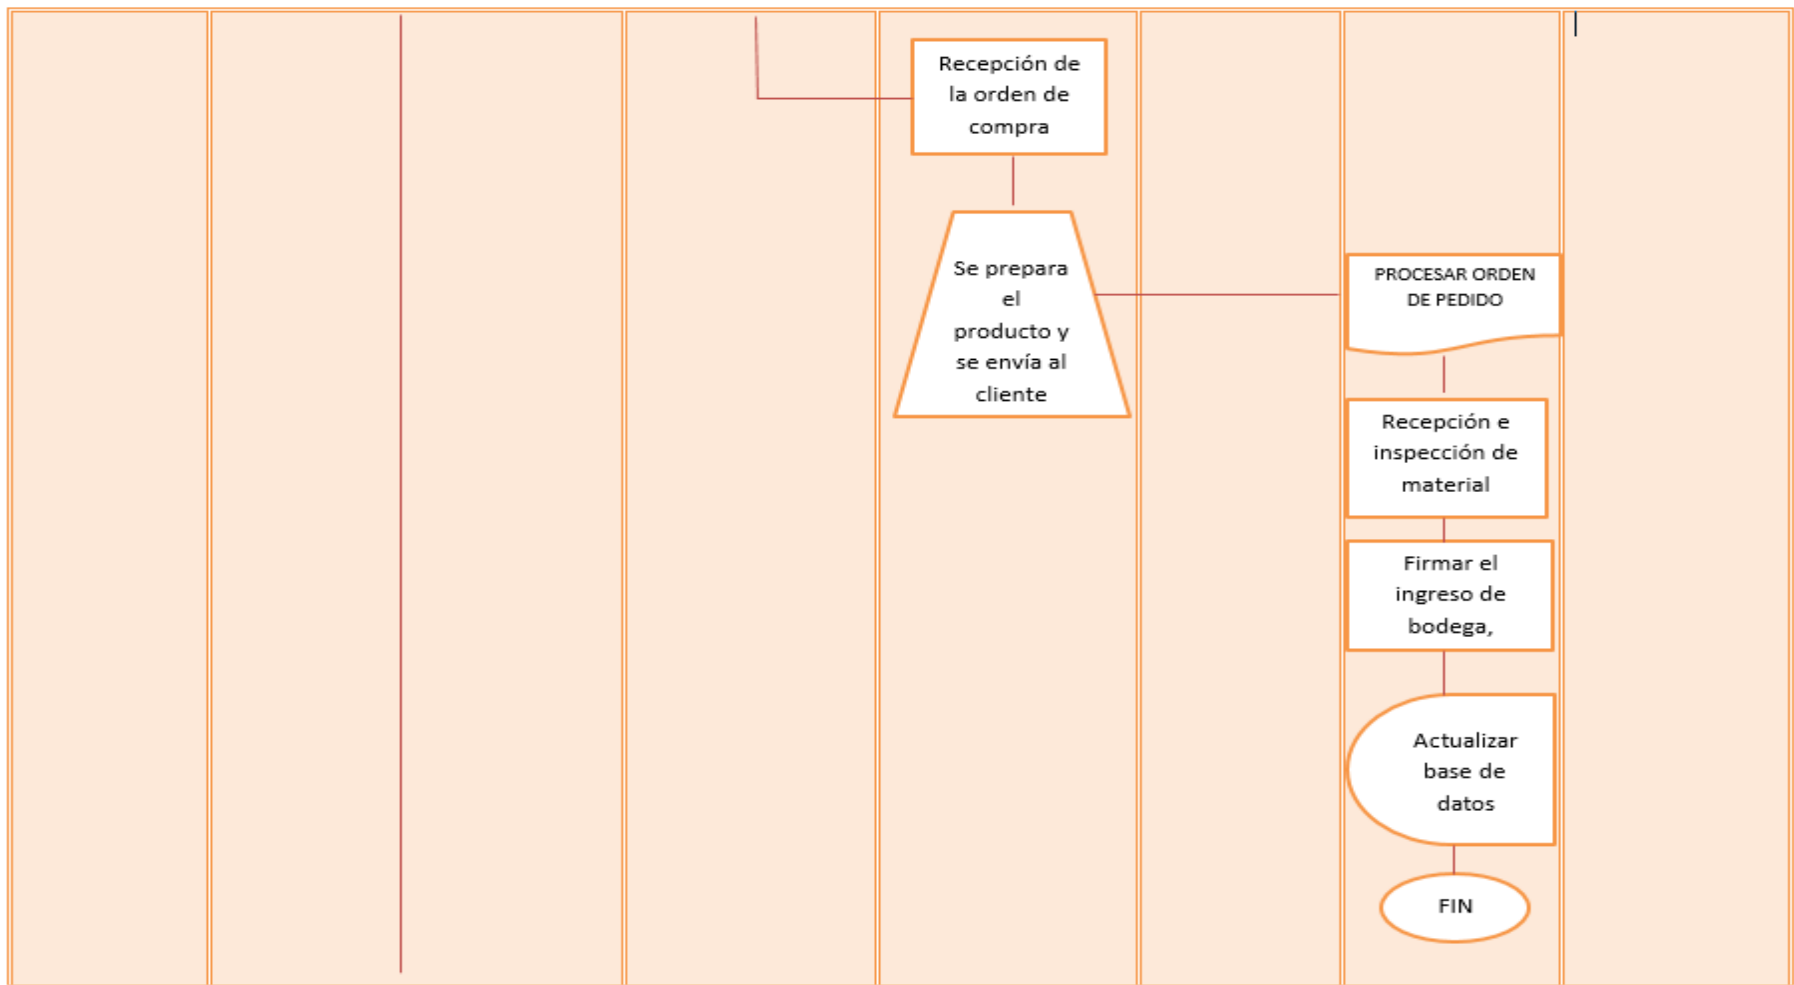 Recepción de
la orden de
compra
Se prepara
el
producto y
se envía al
cliente
PROCESAR ORDEN
DE PEDIDO
Recepción e
inspección de
material
Firmar el
ingreso de
bodega,
Actualizar
base de
datos
FIN